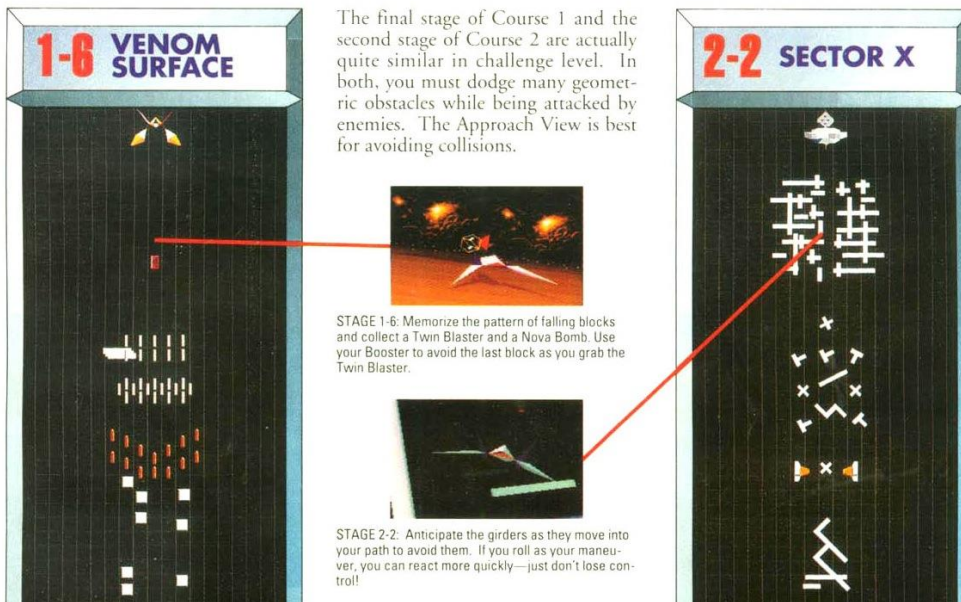 1-6 VENOM
SURFACE
The final stage of Course 1 and the
second stage of Course 2 are actually
quite similar in challenge level. In
both, you must dodge many geomet-
ric obstacles while being attacked by
enemies. The Approach View is best
for avoiding collisions.
STAGE 1-6: Memorize the pattern of falling blocks
and collect a Twin Blaster and a Nova Bomb. Use
your Booster to avoid the last block as you grab the
Twin Blaster.
STAGE 2-2: Anticipate the girders as they move into
your path to avoid them. If you roll as your maneu-
ver, you can react more quickly—just don't lose con-
trol!
2-2 SECTOR X